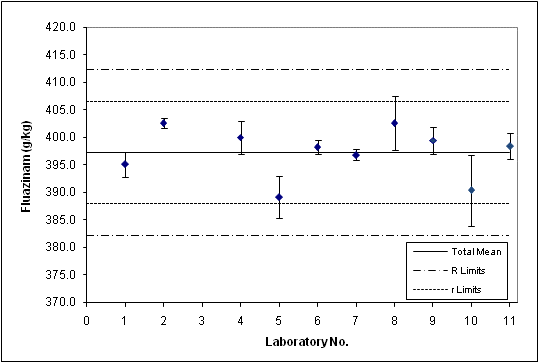 420.0
415.0
410.0
405.0
400.0
395.0
390.0
385.0
380.0
375.0
370.0
Fluazinam (g/kg)
0 1 2 3 4 5 6 7 8 9 10 11
Laboratory No.
Total Mean
R Limits
r Limits